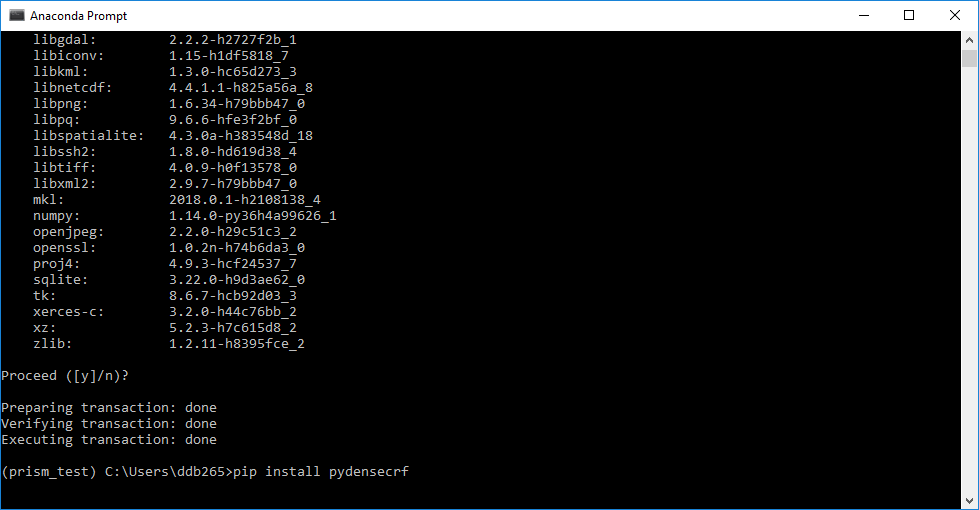 Anaconda Prompt
libgdal: 2.2.2-h2727f2b_1
libiconv: 1.15-h1df5818_7
libkml: 1.3.0-hc65d273_3
libnetcdf: 4.4.1.1-h825a56a_8
libpng: 1.6.34-h79bbb47_0
libpq: 9.6.6-hfe3f2bf_0
libspatialite: 4.3.0a-h383548d_18
libssh2: 1.8.0-hd619d38_4
libtiff: 4.0.9-h0f13578_0
libxml2: 2.9.7-h79bbb47_0
mkl: 2018.0.1-h2108138_4
numpy: 1.14.0-py36h4a99626_1
openjpeg: 2.2.0-h29c51c3_2
openssl: 1.0.2n-h74b6da3_0
proj4: 4.9.3-hcf24537_7
sqlite: 3.22.0-h9d3ae62_0
tk: 8.6.7-hcb92d03_3
xerces-c: 3.2.0-h44c76bb_2
xz: 5.2.3-h7c615d8_2
zlib: 1.2.11-h8395fce_2
Proceed ([y]/n)?
Preparing transaction: done
Verifying transaction: done
Executing transaction: done
(prism_test) C:\Users\ddb265>pip install pydensecrf